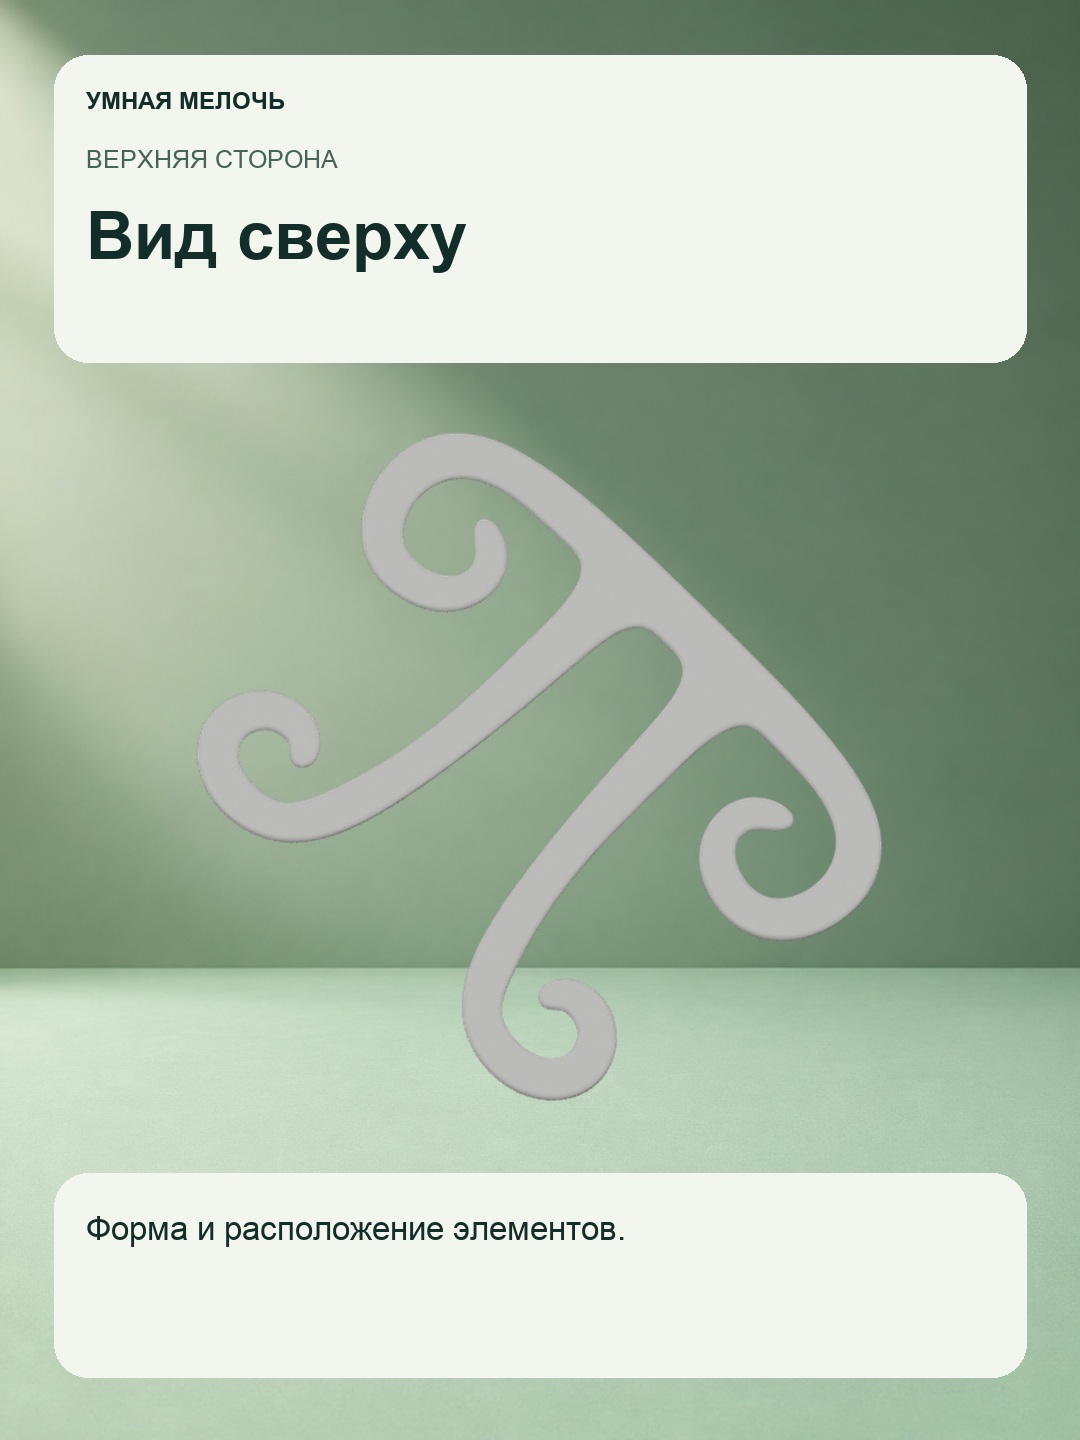 УМНАЯ МЕЛОЧЬ
ВЕРХНЯЯ СТОРОНА
Вид сверху
Форма и расположение элементов.